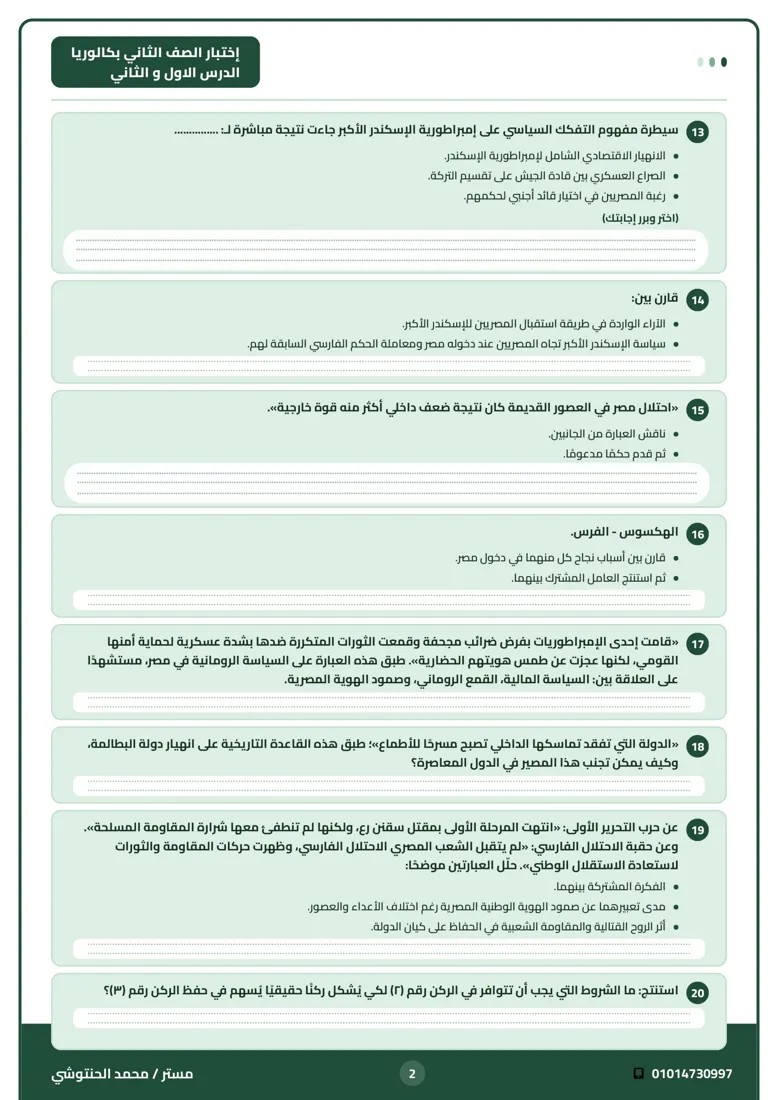 إختبار الصف الثاني بكالوريا
الدرس الاول و الثاني
13 سيطرة مفهوم التفكك السياسي على إمبراطورية الإسكندر الأكبر جاءت نتيجة مباشرة لـ: ...............
• الانهيار الاقتصادي الشامل لإمبراطورية الإسكندر.
• الصراع العسكري بين قادة الجيش على تقسيم التركة.
• رغبة المصريين في اختيار قائد أجنبي لحكمهم.
(اختر وبرر إجابتك)
14 قارن بين:
• الآراء الواردة في طريقة استقبال المصريين للإسكندر الأكبر.
• سياسة الإسكندر الأكبر تجاه المصريين عند دخوله مصر ومعاملة الحكم الفارسي السابقة لهم.
15 «احتلال مصر في العصور القديمة كان نتيجة ضعف داخلي أكثر منه قوة خارجية».
• ناقش العبارة من الجانبين.
• ثم قدم حكمًا مدعومًا.
16 الهكسوس - الفرس.
• قارن بين أسباب نجاح كل منهما في دخول مصر.
• ثم استنتج العامل المشترك بينهما.
17 «قامت إحدى الإمبراطوريات بفرض ضرائب مجحفة وقمعت الثورات المتكررة ضدها بشدة عسكرية لحماية أمنها
القومي، لكنها عجزت عن طمس هويتهم الحضارية». طبق هذه العبارة على السياسة الرومانية في مصر، مستشهدًا
على العلاقة بين: السياسة المالية، القمع الروماني، وصمود الهوية المصرية.
18 «الدولة التي تفقد تماسكها الداخلي تصبح مسرحًا للأطماع»؛ طبق هذه القاعدة التاريخية على انهيار دولة البطالمة،
وكيف يمكن تجنب هذا المصير في الدول المعاصرة؟
19 عن حرب التحرير الأولى: «انتهت المرحلة الأولى بمقتل سقنن رع، ولكنها لم تنطفئ معها شرارة المقاومة المسلحة».
وعن حقبة الاحتلال الفارسي: «لم يتقبل الشعب المصري الاحتلال الفارسي، وظهرت حركات المقاومة والثورات
لاستعادة الاستقلال الوطني». حلّل العبارتين موضحًا:
• الفكرة المشتركة بينهما.
• مدى تعبيرهما عن صمود الهوية الوطنية المصرية رغم اختلاف الأعداء والعصور.
• أثر الروح القتالية والمقاومة الشعبية في الحفاظ على كيان الدولة.
20 استنتج: ما الشروط التي يجب أن تتوافر في الركن رقم (٢) لكي يُشكل ركنًا حقيقيًا يُسهم في حفظ الركن رقم (٣)؟
01014730997
2
مستر / محمد الحنتوشي